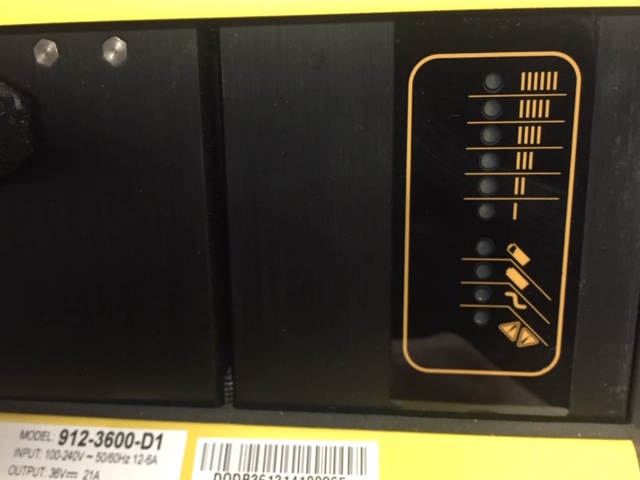 MODEL: 912-3600-D1
INPUT: 100-240V ~ 50/60Hz 12-6A
OUTPUT: 36V⎓ 21A